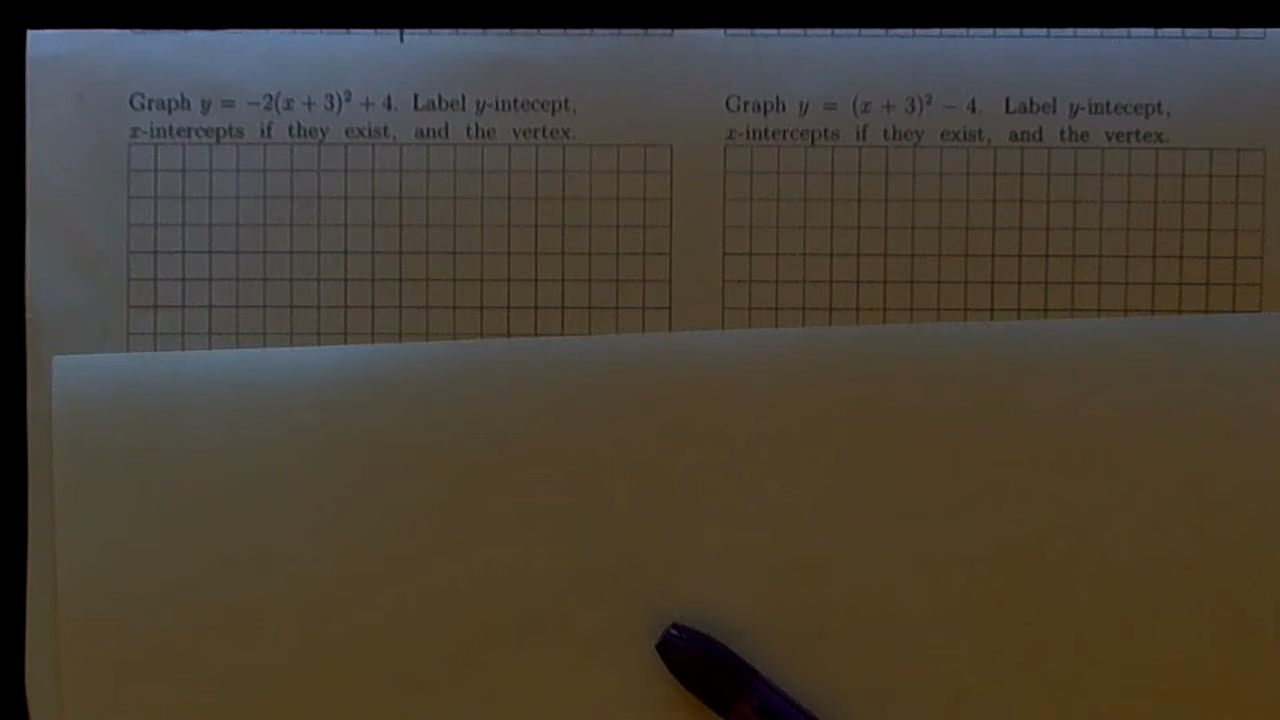 Graph y = −2(x + 3)² + 4. Label y-intecept,
x-intercepts if they exist, and the vertex.
Graph y = (x + 3)² − 4. Label y-intecept,
x-intercepts if they exist, and the vertex.